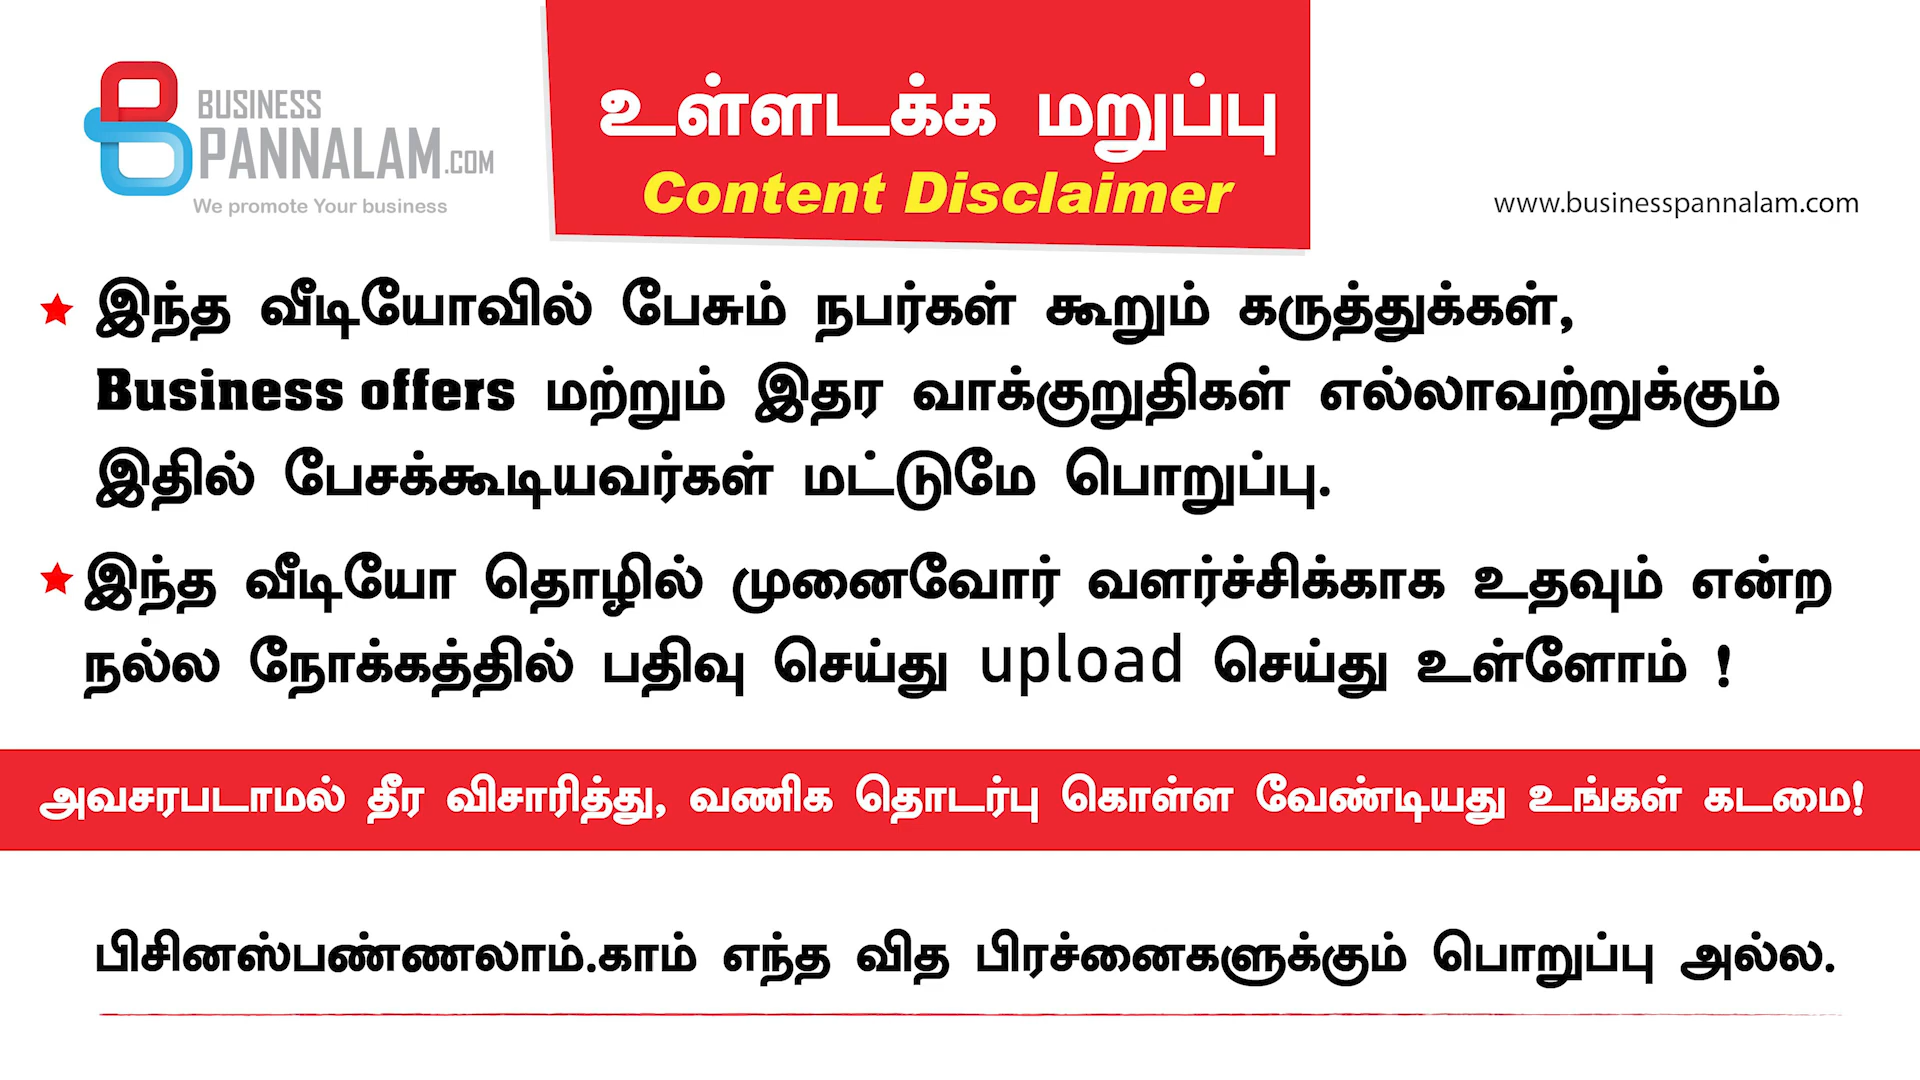 BUSINESS
PANNALAM.COM
We promote Your business
உள்ளடக்க மறுப்பு
Content Disclaimer
www.businesspannalam.com
இந்த வீடியோவில் பேசும் நபர்கள் கூறும் கருத்துக்கள்,
Business offers மற்றும் இதர வாக்குறுதிகள் எல்லாவற்றுக்கும்
இதில் பேசக்கூடியவர்கள் மட்டுமே பொறுப்பு.
இந்த வீடியோ தொழில் முனைவோர் வளர்ச்சிக்காக உதவும் என்ற
நல்ல நோக்கத்தில் பதிவு செய்து upload செய்து உள்ளோம் !
அவசரபடாமல் தீர விசாரித்து, வணிக தொடர்பு கொள்ள வேண்டியது உங்கள் கடமை!
பிசினஸ்பண்ணலாம்.காம் எந்த வித பிரச்னைகளுக்கும் பொறுப்பு அல்ல.